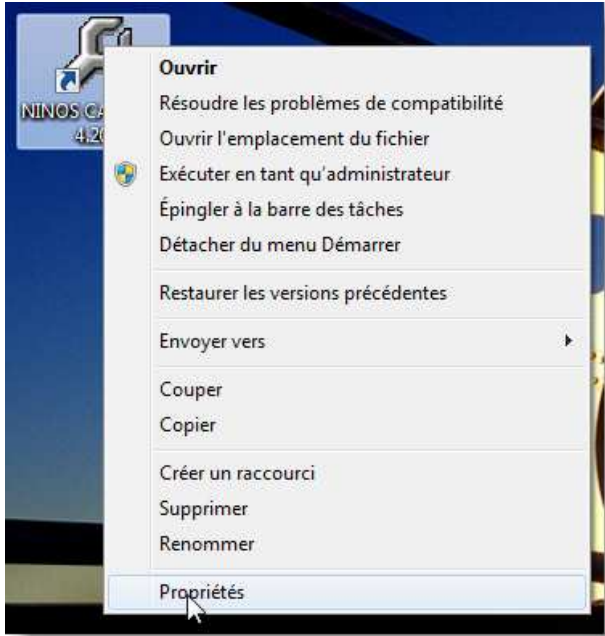 NINOS CA
4.20
Ouvrir
Résoudre les problèmes de compatibilité
Ouvrir l'emplacement du fichier
Exécuter en tant qu'administrateur
Épingler à la barre des tâches
Détacher du menu Démarrer
Restaurer les versions précédentes
Envoyer vers
Couper
Copier
Créer un raccourci
Supprimer
Renommer
Propriétés